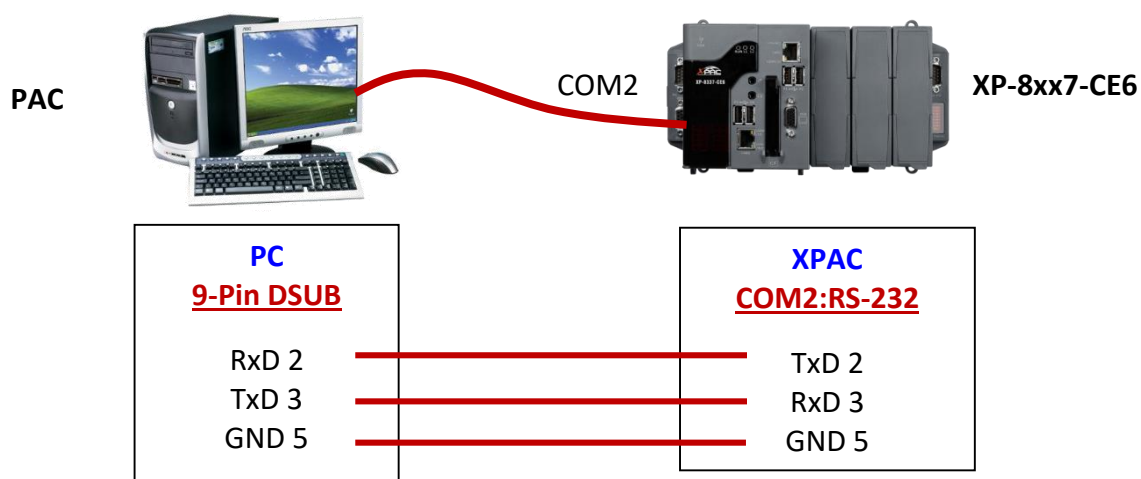 PAC
COM2
XP-8xx7-CE6
PC
9-Pin DSUB
RxD 2
TxD 3
GND 5
XPAC
COM2:RS-232
TxD 2
RxD 3
GND 5